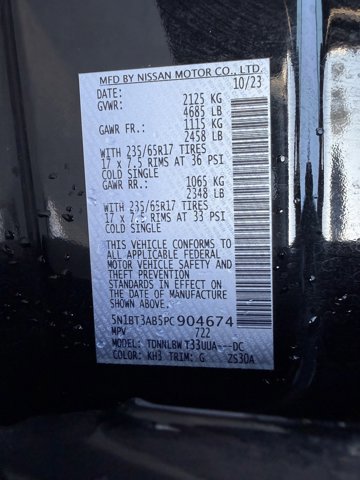 MFD BY NISSAN MOTOR CO., LTD.
DATE: 10/23
GVWR: 2125 KG
4685 LB
GAWR FR.: 1115 KG
2458 LB
WITH 235/65R17 TIRES
17 x 7.5 RIMS AT 36 PSI
COLD SINGLE
GAWR RR.: 1065 KG
2348 LB
WITH 235/65R17 TIRES
17 x 7.5 RIMS AT 33 PSI
COLD SINGLE
THIS VEHICLE CONFORMS TO
ALL APPLICABLE FEDERAL
MOTOR VEHICLE SAFETY AND
THEFT PREVENTION
STANDARDS IN EFFECT ON
THE DATE OF MANUFACTURE
SHOWN ABOVE.
5N1BT3AB5PC904674
MPV 722
MODEL: TDNNLBW T33UUA---DC
COLOR: KH3 TRIM: G 2S30A